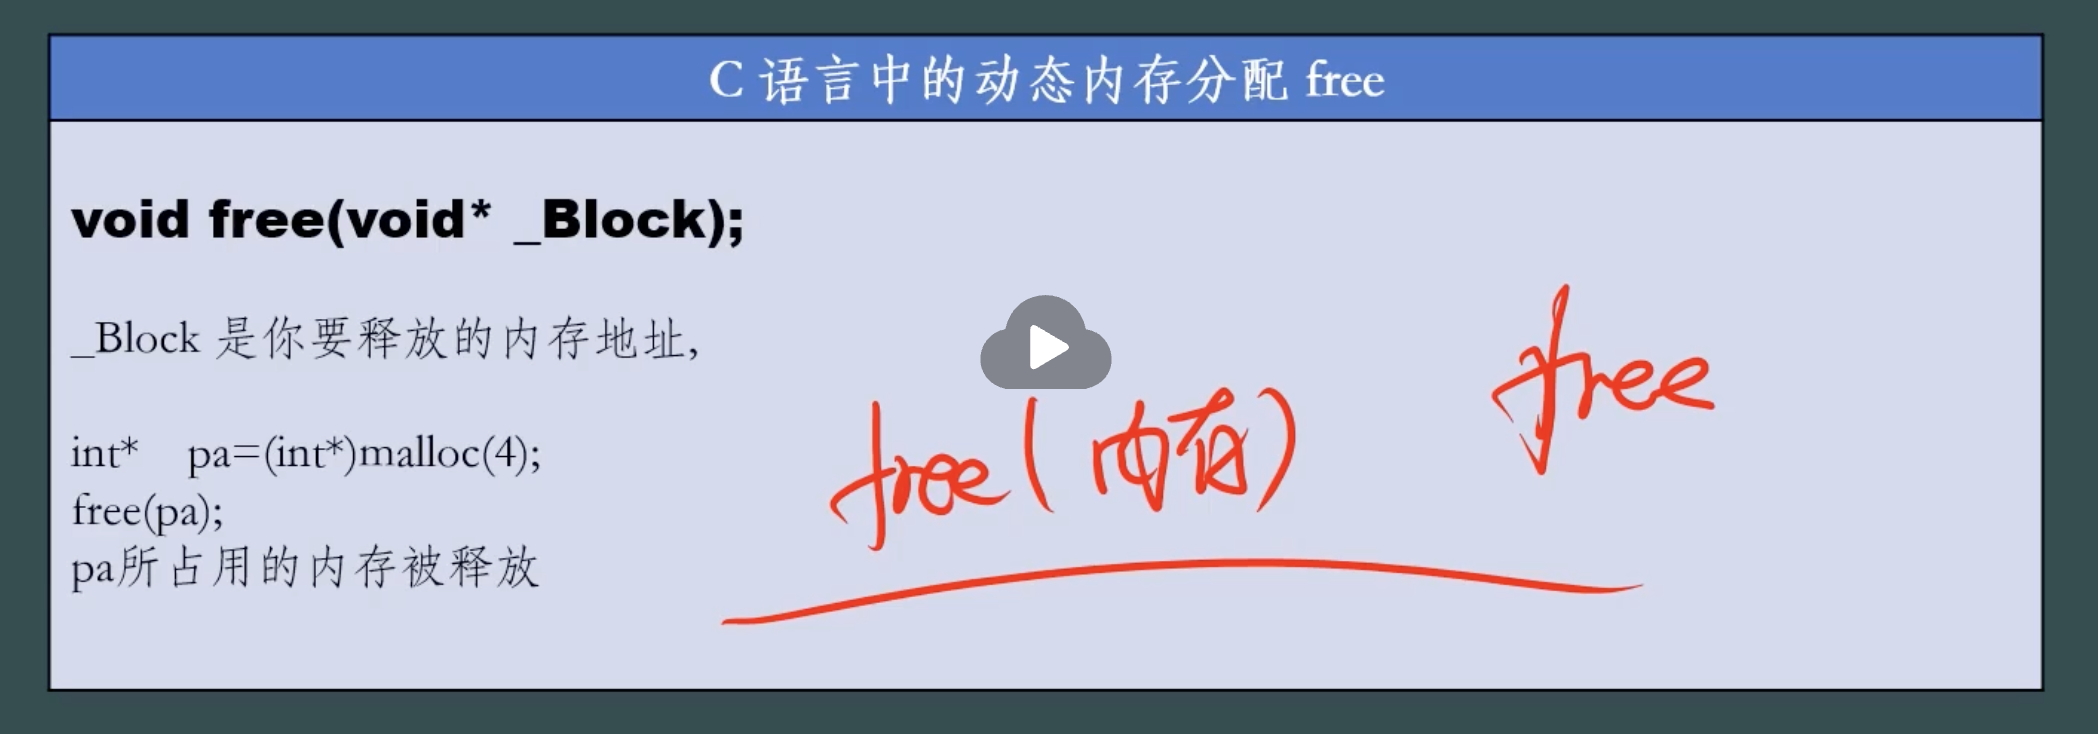 C 语言中的动态内存分配 free
void free(void* _Block);
_Block 是你要释放的内存地址,
int* pa=(int*)malloc(4);
free(pa);
pa所占用的内存被释放
free(内存)
free